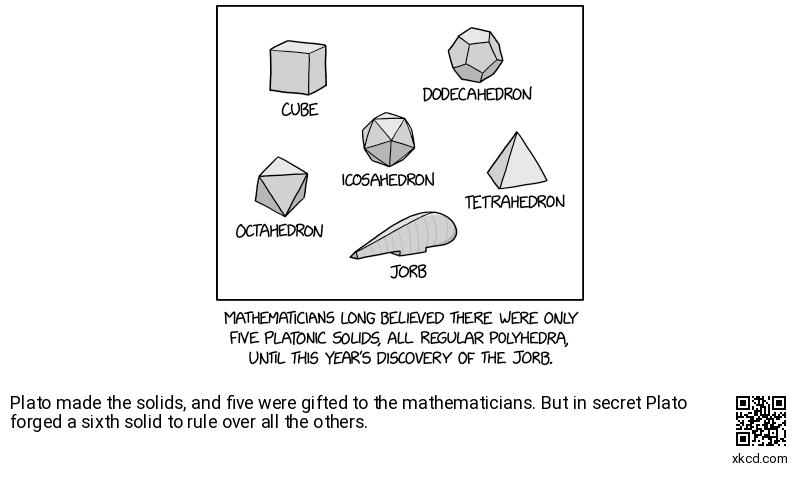 CUBE
DODECAHEDRON
ICOSAHEDRON
TETRAHEDRON
OCTAHEDRON
JORB
MATHEMATICIANS LONG BELIEVED THERE WERE ONLY
FIVE PLATONIC SOLIDS, ALL REGULAR POLYHEDRA,
UNTIL THIS YEAR'S DISCOVERY OF THE JORB.
Plato made the solids, and five were gifted to the mathematicians. But in secret Plato
forged a sixth solid to rule over all the others.
xkcd.com